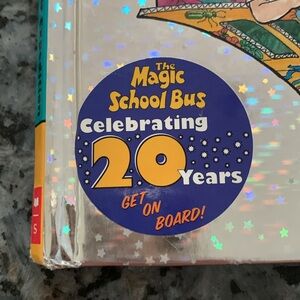 The
Magic
School Bus
Celebrating
20 Years
GET
ON
BOARD!
S